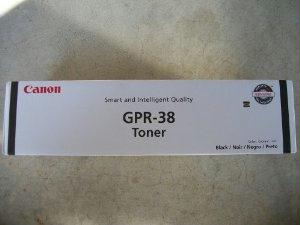 Canon
Smart and Intelligent Quality
GPR-38
Toner
Black / Noir / Negro / Preto